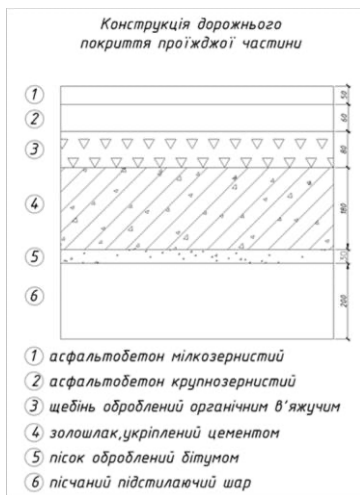 Конструкція дорожнього
покриття проїжджої частини
1 50
2 60
3 80
4 180
5 30
6 200
1 асфальтобетон мілкозернистий
2 асфальтобетон крупнозернистий
3 щебінь оброблений органічним в'яжучим
4 золошлак,укріплений цементом
5 пісок оброблений бітумом
6 пісчаний підстилаючий шар